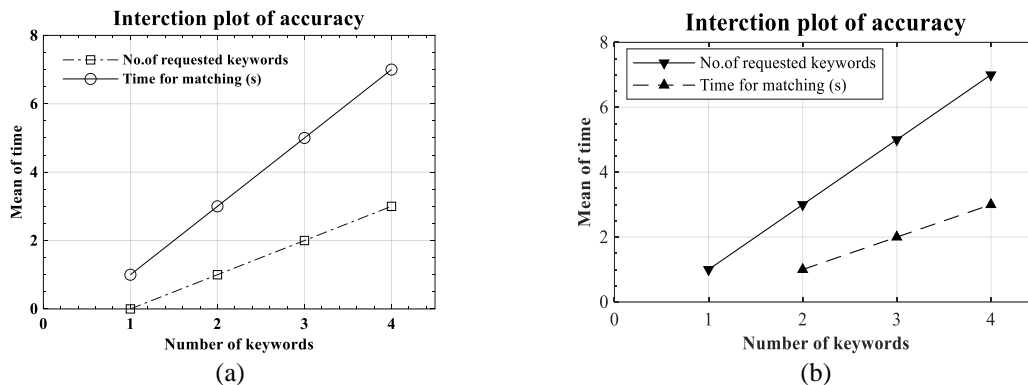 Interction plot of accuracy
8
6
4
2
0
No.of requested keywords
Time for matching (s)
Mean of time
0 1 2 3 4
Number of keywords
(a)
Interction plot of accuracy
8
6
4
2
0
No.of requested keywords
Time for matching (s)
Mean of time
0 1 2 3 4
Number of keywords
(b)